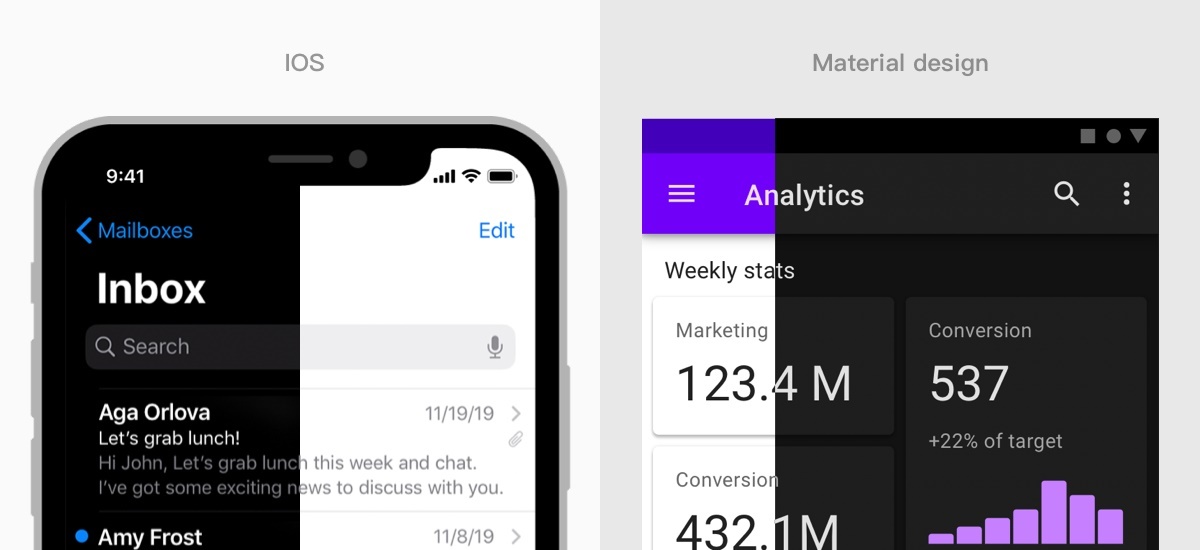 IOS
9:41
Mailboxes
Edit
Inbox
Search
Aga Orlova
11/19/19
Let’s grab lunch!
Hi John, Let’s grab lunch this week and chat.
I’ve got some exciting news to discuss with you.
Amy Frost
11/8/19
Material design
Analytics
Weekly stats
Marketing
123.4 M
Conversion
432.1M
Conversion
537
+22% of target